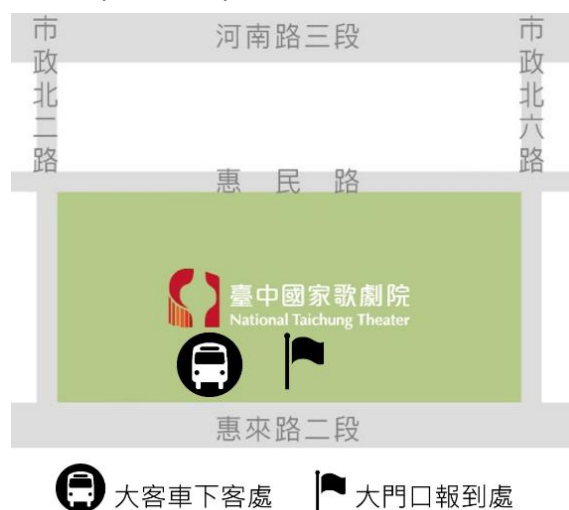 河南路三段
市政北二路
市政北六路
惠民路
臺中國家歌劇院
National Taichung Theater
惠來路二段
大客車下客處
大門口報到處